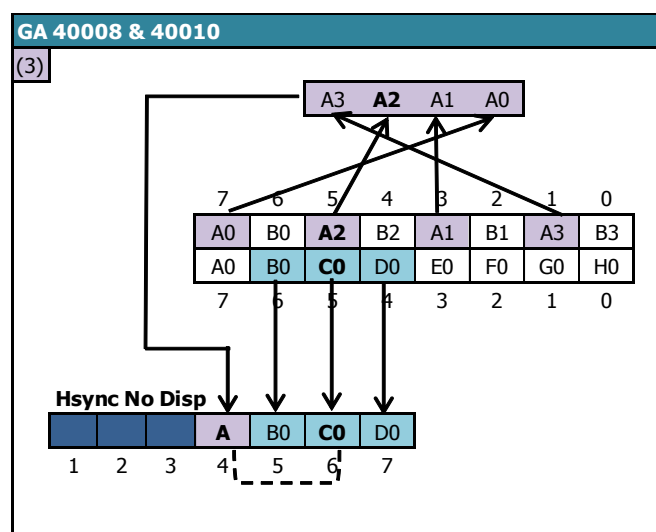 GA 40008 & 40010
(3)
A3 A2 A1 A0
7 6 5 4 3 2 1 0
A0 B0 A2 B2 A1 B1 A3 B3
A0 B0 C0 D0 E0 F0 G0 H0
7 6 5 4 3 2 1 0
Hsync No Disp
A B0 C0 D0
1 2 3 4 5 6 7